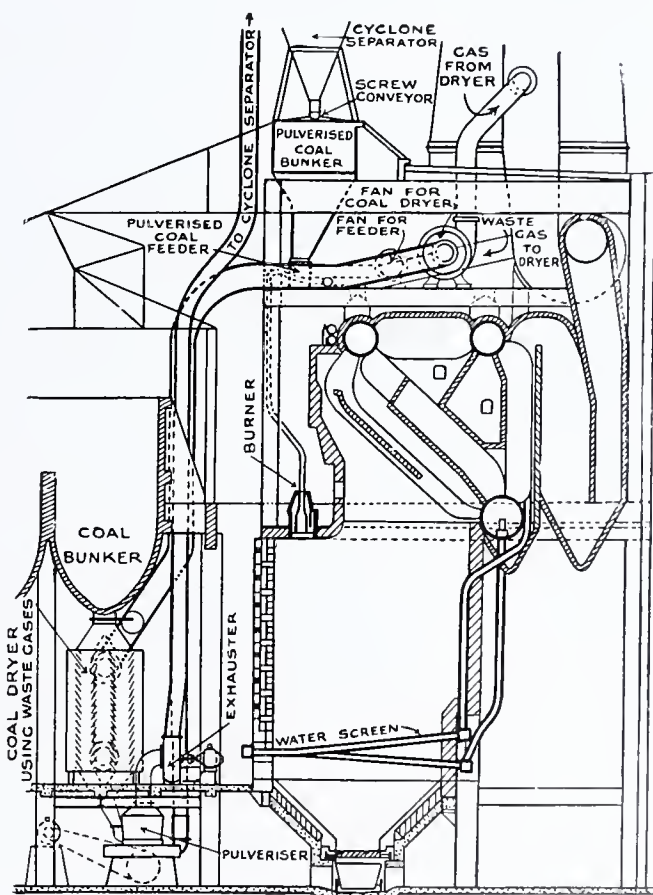 CYCLONE
SEPARATOR
TO CYCLONE SEPARATOR
SCREW
CONVEYOR
GAS
FROM
DRYER
PULVERISED
COAL
BUNKER
FAN FOR
COAL DRYER
PULVERISED
COAL
FEEDER
FAN FOR
FEEDER
WASTE
GAS
TO
DRYER
BURNER
COAL
BUNKER
COAL DRYER
USING WASTE GASES
EXHAUSTER
WATER SCREEN
PULVERISER